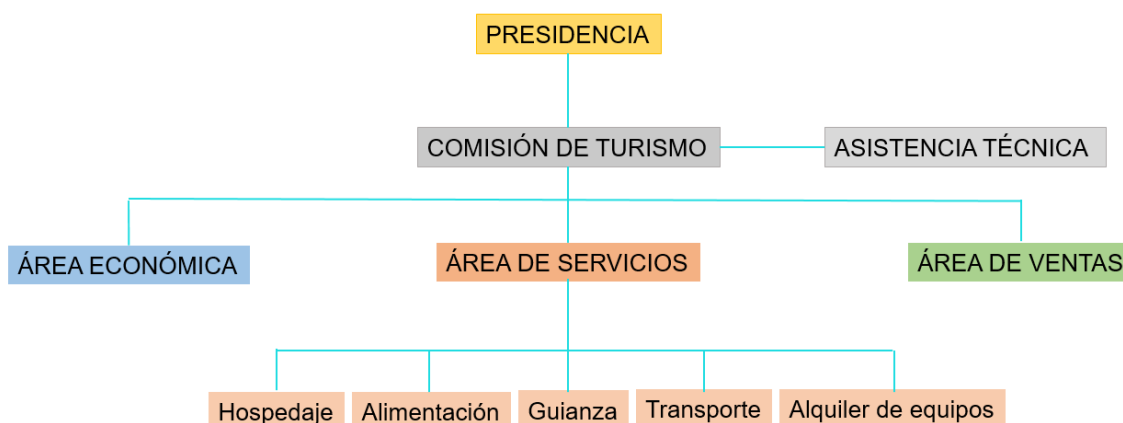 PRESIDENCIA
COMISIÓN DE TURISMO
ASISTENCIA TÉCNICA
ÁREA ECONÓMICA
ÁREA DE SERVICIOS
ÁREA DE VENTAS
Hospedaje
Alimentación
Guianza
Transporte
Alquiler de equipos